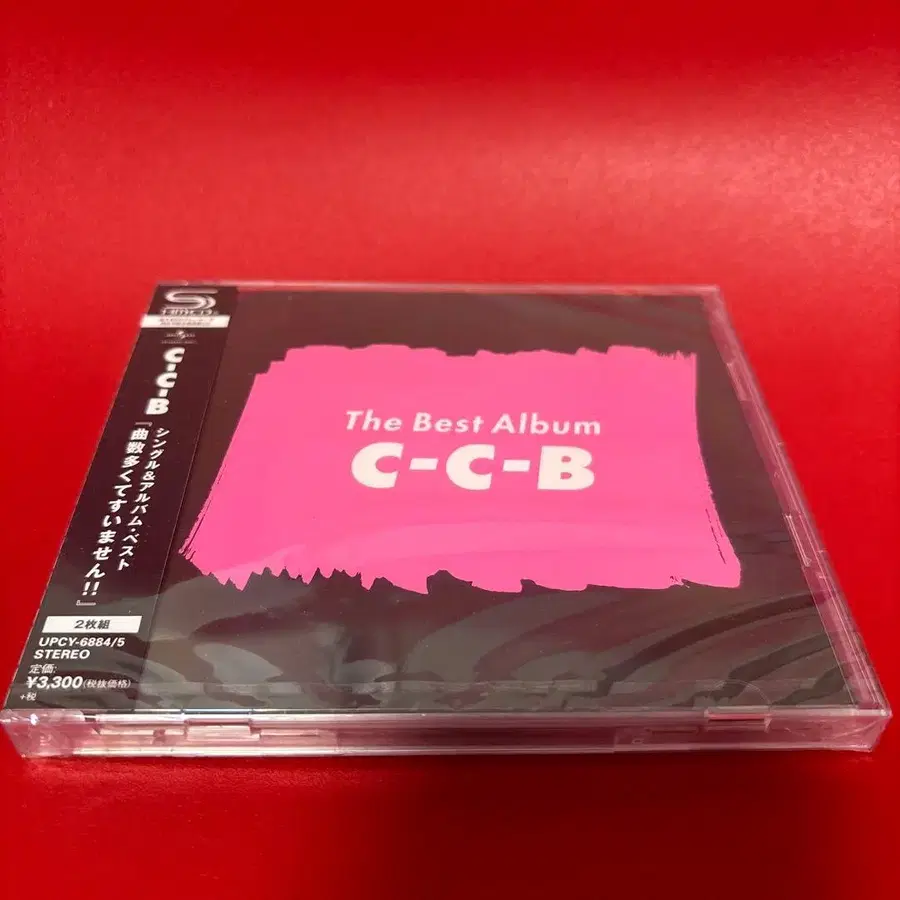 C-C-B
シングル&アルバム・ベスト
『曲数多くてすいません!!』
2枚組
UPCY-6884/5
STEREO
定価:
¥3,300(税抜価格)
+税
The Best Album
C-C-B